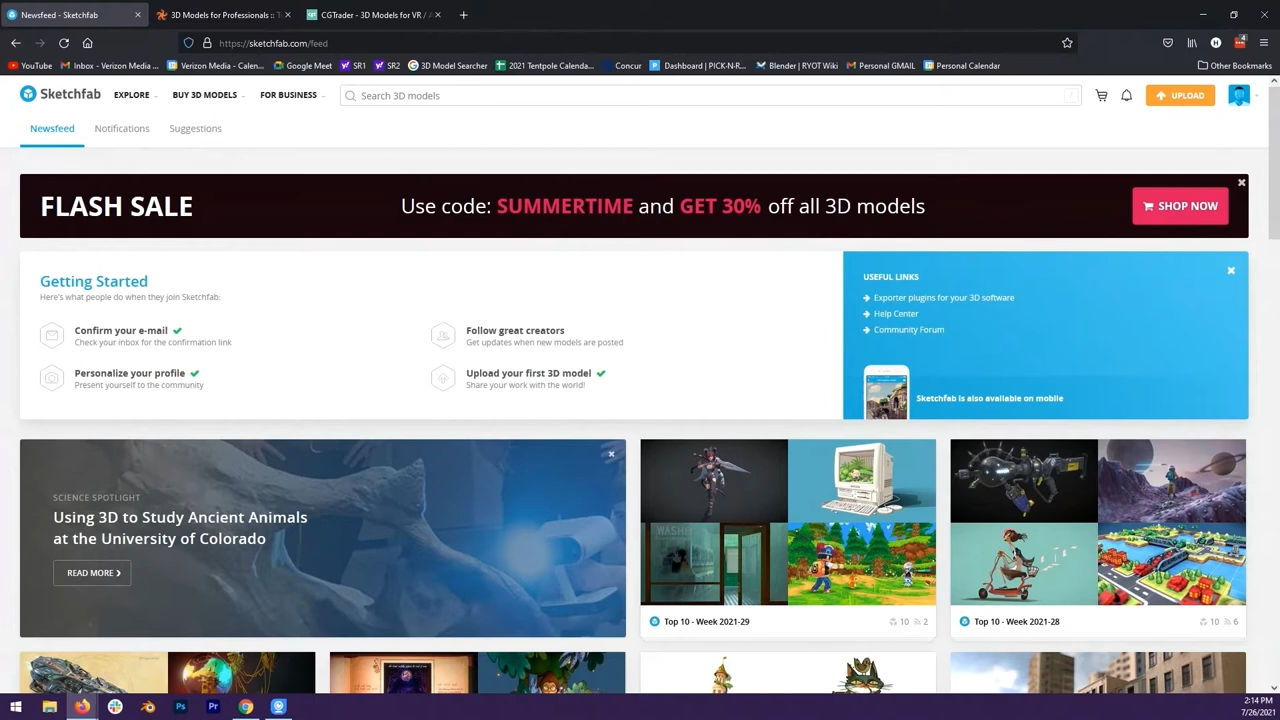 Newsfeed - Sketchfab
3D Models for Professionals ::
CGTrader - 3D Models for VR /
https://sketchfab.com/feed
YouTube
Inbox - Verizon Media -...
Verizon Media - Calen...
Google Meet
SR1
SR2
3D Model Searcher
2021 Tentpole Calenda...
Concur
Dashboard | PICK-N-R...
Blender | RYOT Wiki
Personal GMAIL
Personal Calendar
Other Bookmarks
Sketchfab
EXPLORE
BUY 3D MODELS
FOR BUSINESS
Search 3D models
/
UPLOAD
Newsfeed
Notifications
Suggestions
FLASH SALE
Use code: SUMMERTIME and GET 30% off all 3D models
SHOP NOW
Getting Started
Here's what people do when they join Sketchfab:
Confirm your e-mail
Check your inbox for the confirmation link
Follow great creators
Get updates when new models are posted
Personalize your profile
Present yourself to the community
Upload your first 3D model
Share your work with the world!
USEFUL LINKS
Exporter plugins for your 3D software
Help Center
Community Forum
Sketchfab is also available on mobile
SCIENCE SPOTLIGHT
Using 3D to Study Ancient Animals
at the University of Colorado
READ MORE
WASHE
Top 10 - Week 2021-29
10
2
Top 10 - Week 2021-28
10
6
2:14 PM
7/26/2021